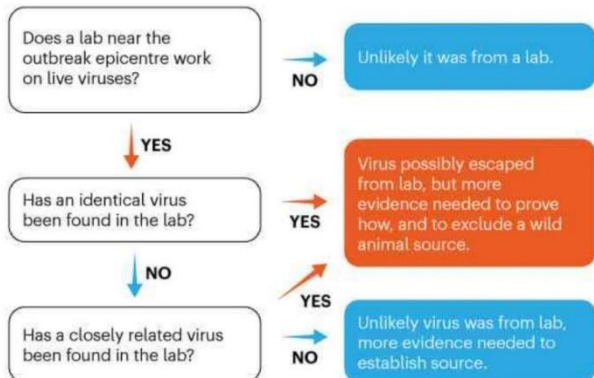 Does a lab near the
outbreak epicentre work
on live viruses?
NO
Unlikely it was from a lab.
YES
Has an identical virus
been found in the lab?
YES
Virus possibly escaped
from lab, but more
evidence needed to prove
how, and to exclude a wild
animal source.
NO
YES
Has a closely related virus
been found in the lab?
NO
Unlikely virus was from lab,
more evidence needed to
establish source.